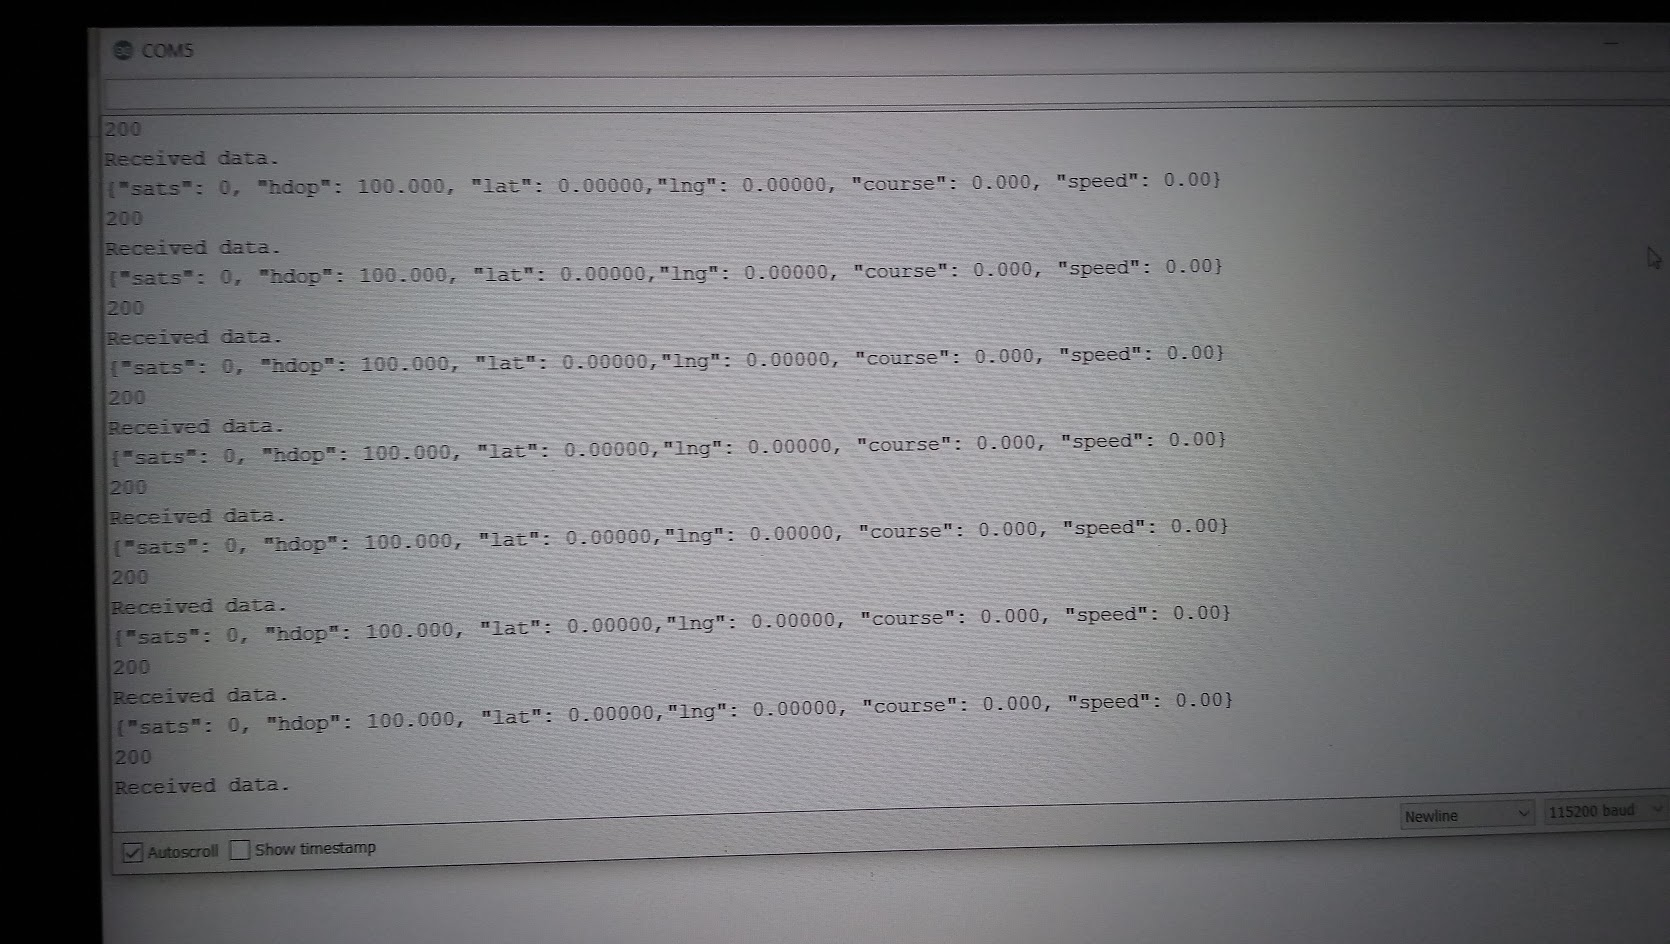 COM5
200
Received data.
{"sats": 0, "hdop": 100.000, "lat": 0.00000,"lng": 0.00000, "course": 0.000, "speed": 0.00}
200
Received data.
{"sats": 0, "hdop": 100.000, "lat": 0.00000,"lng": 0.00000, "course": 0.000, "speed": 0.00}
200
Received data.
{"sats": 0, "hdop": 100.000, "lat": 0.00000,"lng": 0.00000, "course": 0.000, "speed": 0.00}
200
Received data.
{"sats": 0, "hdop": 100.000, "lat": 0.00000,"lng": 0.00000, "course": 0.000, "speed": 0.00}
200
Received data.
{"sats": 0, "hdop": 100.000, "lat": 0.00000,"lng": 0.00000, "course": 0.000, "speed": 0.00}
200
Received data.
{"sats": 0, "hdop": 100.000, "lat": 0.00000,"lng": 0.00000, "course": 0.000, "speed": 0.00}
200
Received data.
{"sats": 0, "hdop": 100.000, "lat": 0.00000,"lng": 0.00000, "course": 0.000, "speed": 0.00}
200
Received data.
Autoscroll Show timestamp Newline 115200 baud